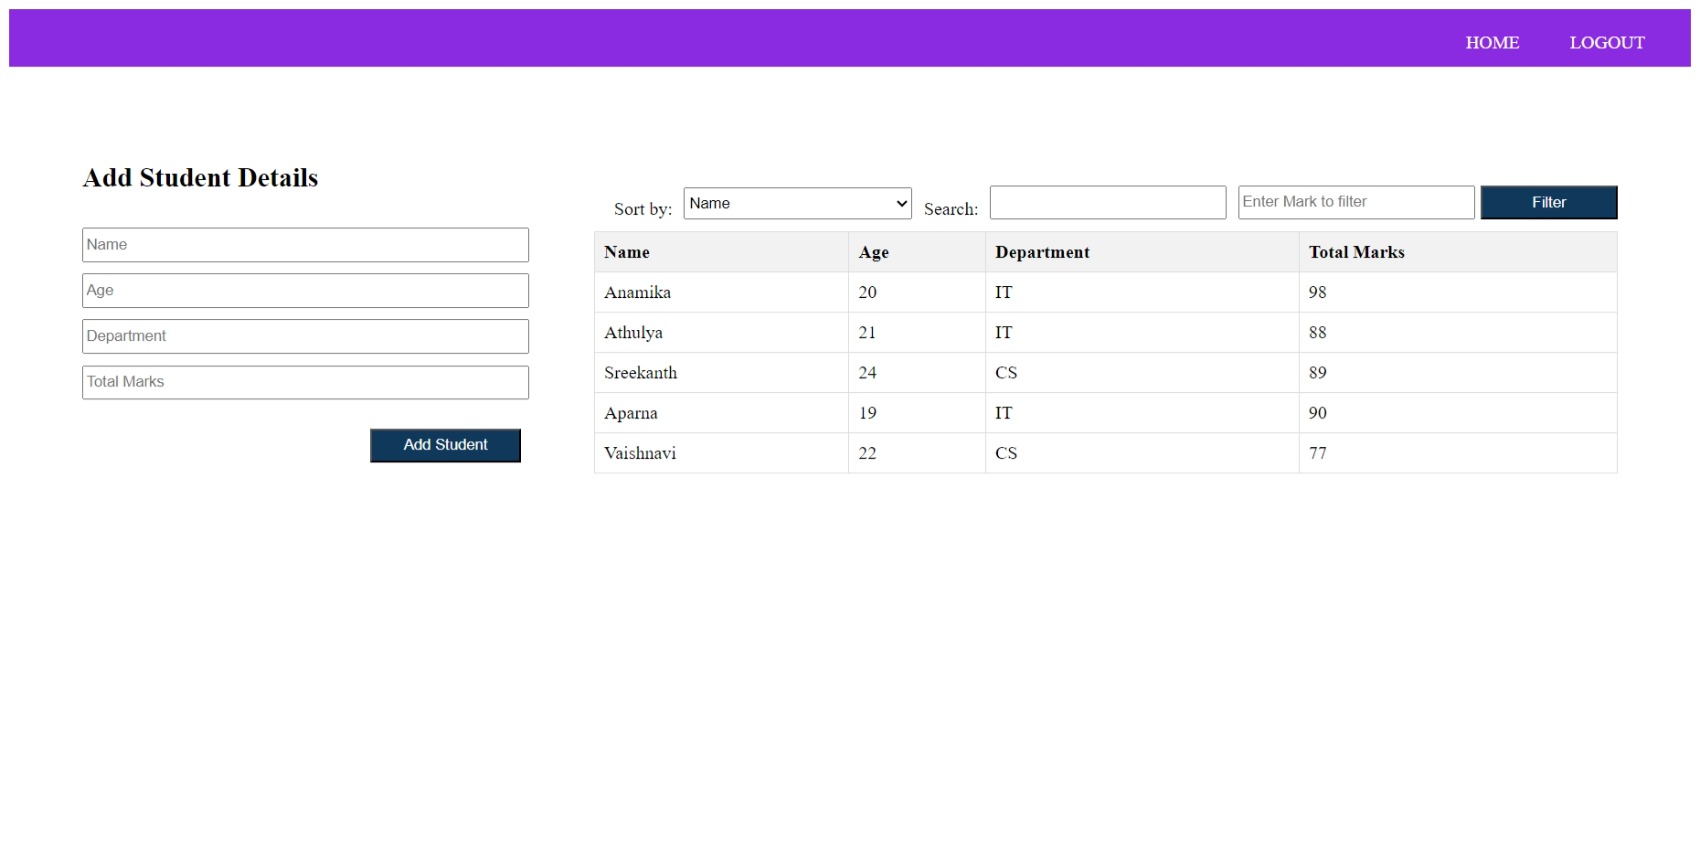 HOME LOGOUT
Add Student Details
Name
Age
Department
Total Marks
Add Student
Sort by: Name Search: Enter Mark to filter Filter
Name Age Department Total Marks
Anamika 20 IT 98
Athulya 21 IT 88
Sreekanth 24 CS 89
Aparna 19 IT 90
Vaishnavi 22 CS 77